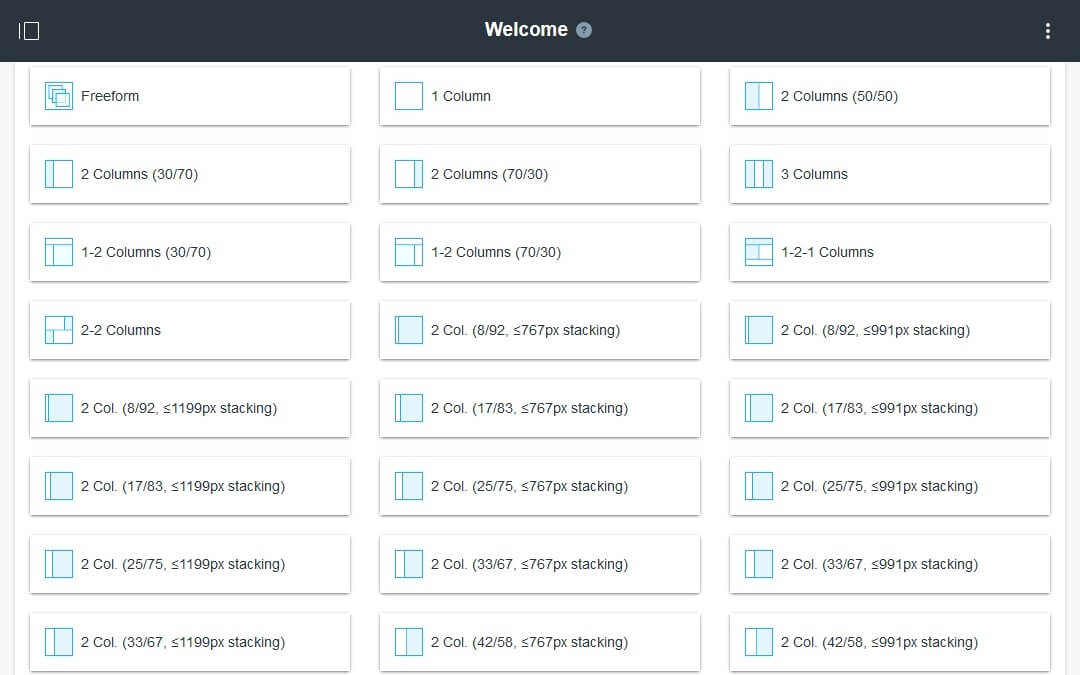 Welcome ?
Freeform
1 Column
2 Columns (50/50)
2 Columns (30/70)
2 Columns (70/30)
3 Columns
1-2 Columns (30/70)
1-2 Columns (70/30)
1-2-1 Columns
2-2 Columns
2 Col. (8/92, ≤767px stacking)
2 Col. (8/92, ≤991px stacking)
2 Col. (8/92, ≤1199px stacking)
2 Col. (17/83, ≤767px stacking)
2 Col. (17/83, ≤991px stacking)
2 Col. (17/83, ≤1199px stacking)
2 Col. (25/75, ≤767px stacking)
2 Col. (25/75, ≤991px stacking)
2 Col. (25/75, ≤1199px stacking)
2 Col. (33/67, ≤767px stacking)
2 Col. (33/67, ≤991px stacking)
2 Col. (33/67, ≤1199px stacking)
2 Col. (42/58, ≤767px stacking)
2 Col. (42/58, ≤991px stacking)